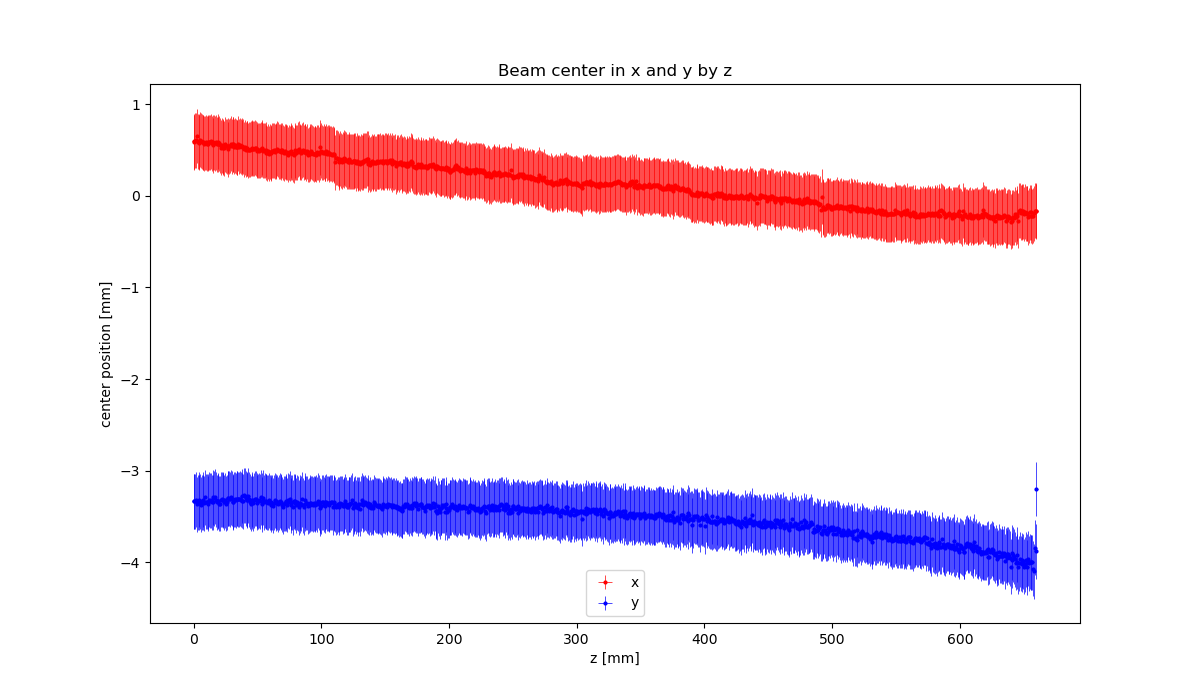 Beam center in x and y by z
center position [mm]
1
0
−1
−2
−3
−4
0 100 200 300 400 500 600
z [mm]
x
y